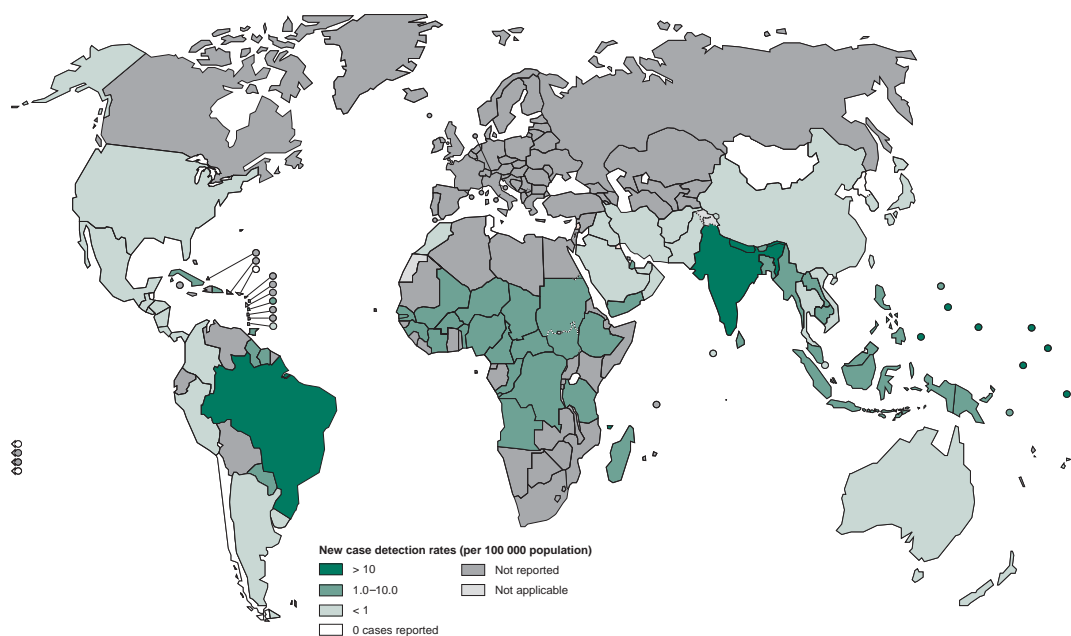 New case detection rates (per 100 000 population)
> 10
1.0–10.0
< 1
0 cases reported
Not reported
Not applicable